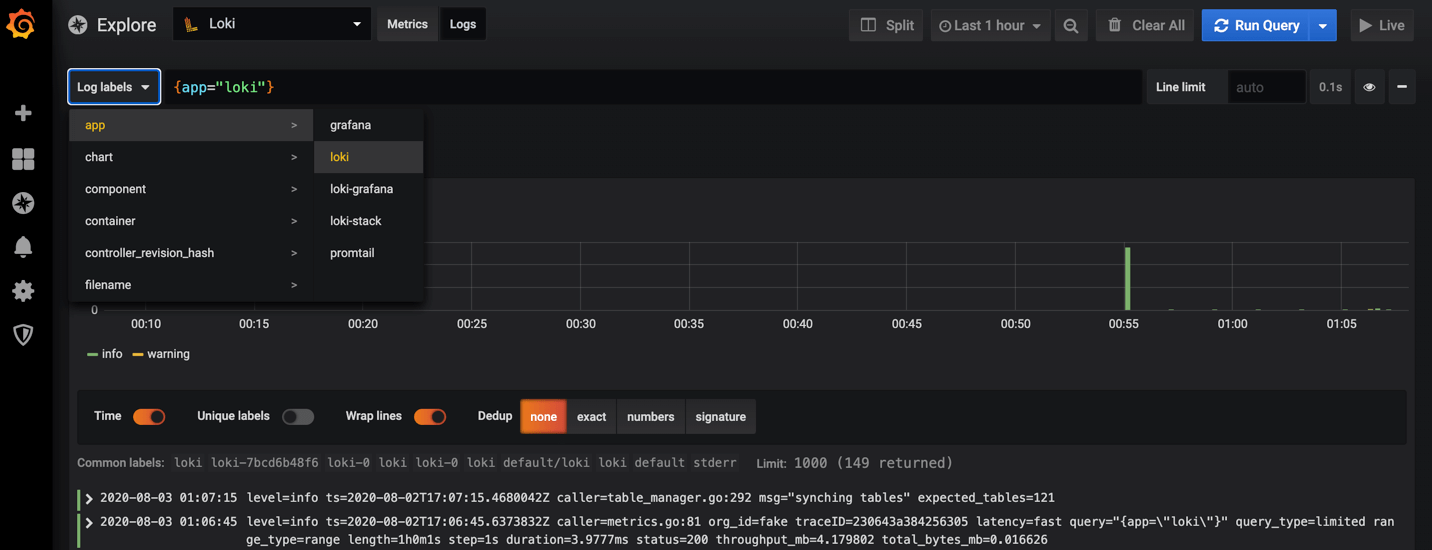 Explore Loki Metrics Logs Split Last 1 hour Clear All Run Query Live
Log labels {app="loki"} Line limit auto 0.1s
app > grafana
chart > loki
component > loki-grafana
container > loki-stack
controller_revision_hash > promtail
filename >
0
00:10 00:15 00:20 00:25 00:30 00:35 00:40 00:45 00:50 00:55 01:00 01:05
info warning
Time Unique labels Wrap lines Dedup none exact numbers signature
Common labels: loki loki-7bcd6b48f6 loki-0 loki loki-0 loki default/loki loki default stderr Limit: 1000 (149 returned)
> 2020-08-03 01:07:15 level=info ts=2020-08-02T17:07:15.4680042Z caller=table_manager.go:292 msg="synching tables" expected_tables=121
> 2020-08-03 01:06:45 level=info ts=2020-08-02T17:06:45.6373832Z caller=metrics.go:81 org_id=fake traceID=230643a384256305 latency=fast query="{app=\"loki\"}" query_type=limited ran
ge_type=range length=1h0m1s step=1s duration=3.9777ms status=200 throughput_mb=4.179802 total_bytes_mb=0.016626